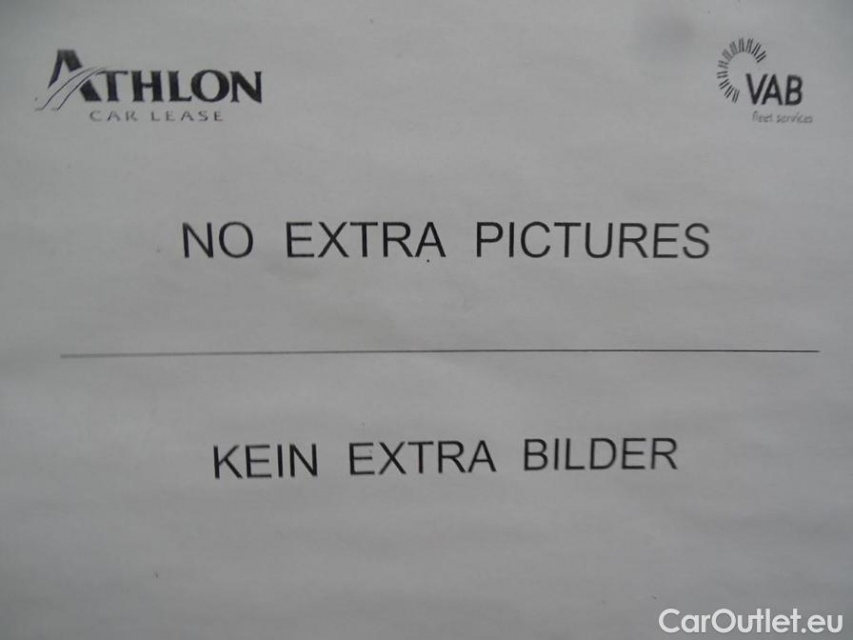 ATHLON
CAR LEASE
VAB
fleet services
NO EXTRA PICTURES
KEIN EXTRA BILDER
CarOutlet.eu